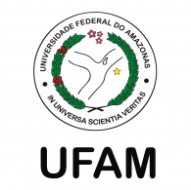 UNIVERSIDADE FEDERAL DO AMAZONAS
IN UNIVERSA SCIENTIA VERITAS
UFAM